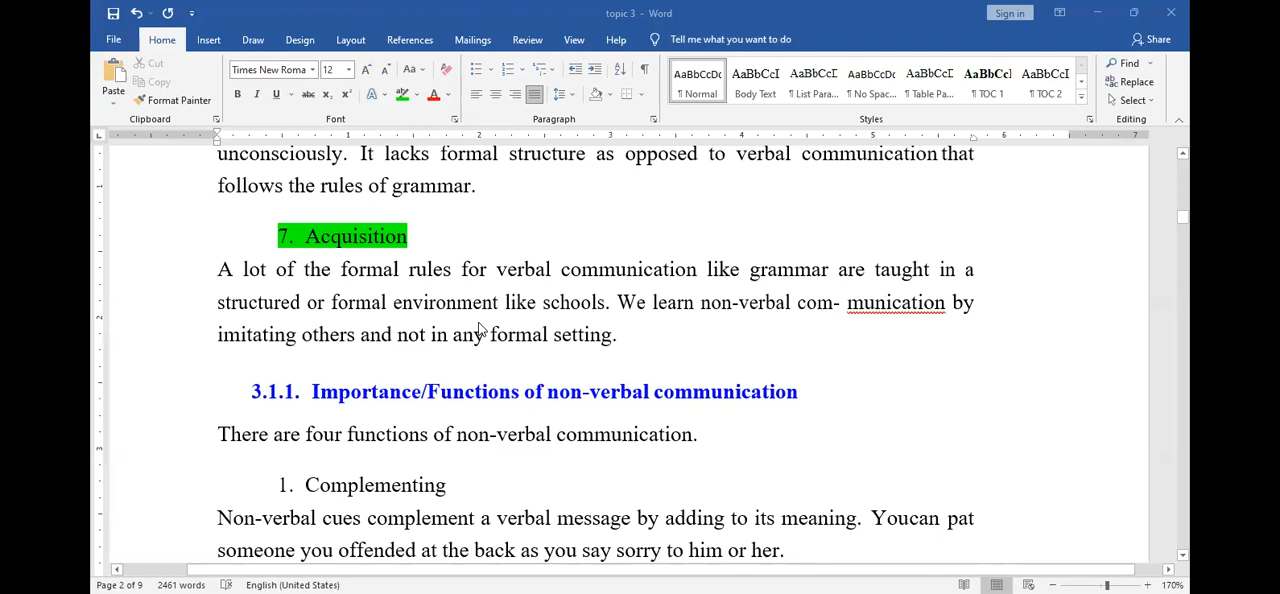 topic 3 - Word
Sign in
File Home Insert Draw Design Layout References Mailings Review View Help Tell me what you want to do Share
Paste
Cut
Copy
Format Painter
Clipboard
Times New Roma 12
Font
Paragraph
AaBbCcDc AaBbCcI AaBbCcI AaBbCcDc AaBbCcI AaBbCcI AaBbCcI
¶ Normal Body Text ¶ List Para... ¶ No Spac... ¶ Table Pa... ¶ TOC 1 ¶ TOC 2
Styles
Find
Replace
Select
Editing
1 2 3 4 5 6 7
unconsciously. It lacks formal structure as opposed to verbal communication that
follows the rules of grammar.
7. Acquisition
A lot of the formal rules for verbal communication like grammar are taught in a
structured or formal environment like schools. We learn non-verbal com- munication by
imitating others and not in any formal setting.
3.1.1. Importance/Functions of non-verbal communication
There are four functions of non-verbal communication.
1. Complementing
Non-verbal cues complement a verbal message by adding to its meaning. Youcan pat
someone you offended at the back as you say sorry to him or her.
Page 2 of 9 2461 words English (United States) 170%